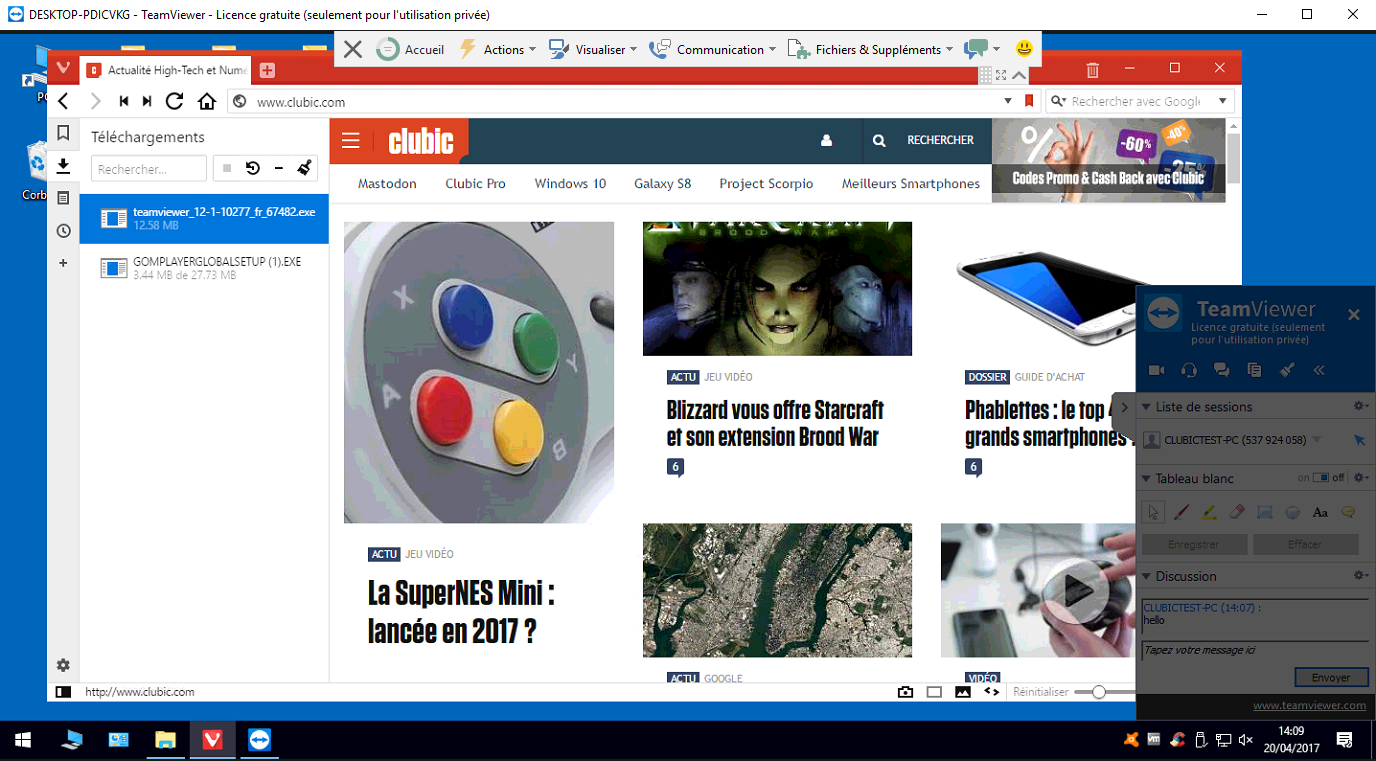 DESKTOP-PDICVKG - TeamViewer - Licence gratuite (seulement pour l'utilisation privée)
Accueil
Actions
Visualiser
Communication
Fichiers & Suppléments
Actualité High-Tech et Numé
www.clubic.com
Rechercher avec Google
Téléchargements
Rechercher...
teamviewer_12-1-10277_fr_67482.exe
12.58 MB
GOMPLAYERGLOBALSETUP (1).EXE
3.44 MB de 27.73 MB
clubic
RECHERCHER
Mastodon
Clubic Pro
Windows 10
Galaxy S8
Project Scorpio
Meilleurs Smartphones
%
-60%
-40%
-25%
Codes Promo & Cash Back avec Clubic
X
Y
A
B
BROOD WAR
ACTU JEU VIDÉO
Blizzard vous offre Starcraft
et son extension Brood War
6
DOSSIER GUIDE D'ACHAT
Phablettes : le top
grands smartphones
6
ACTU JEU VIDÉO
La SuperNES Mini :
lancée en 2017 ?
ACTU GOOGLE
VIDÉO
http://www.clubic.com
Réinitialiser
TeamViewer
Licence gratuite (seulement
pour l'utilisation privée)
Liste de sessions
CLUBICTEST-PC (537 924 058)
Tableau blanc
on
off
Aa
Enregistrer
Effacer
Discussion
CLUBICTEST-PC (14:07) :
hello
Tapez votre message ici
Envoyer
www.teamviewer.com
14:09
20/04/2017